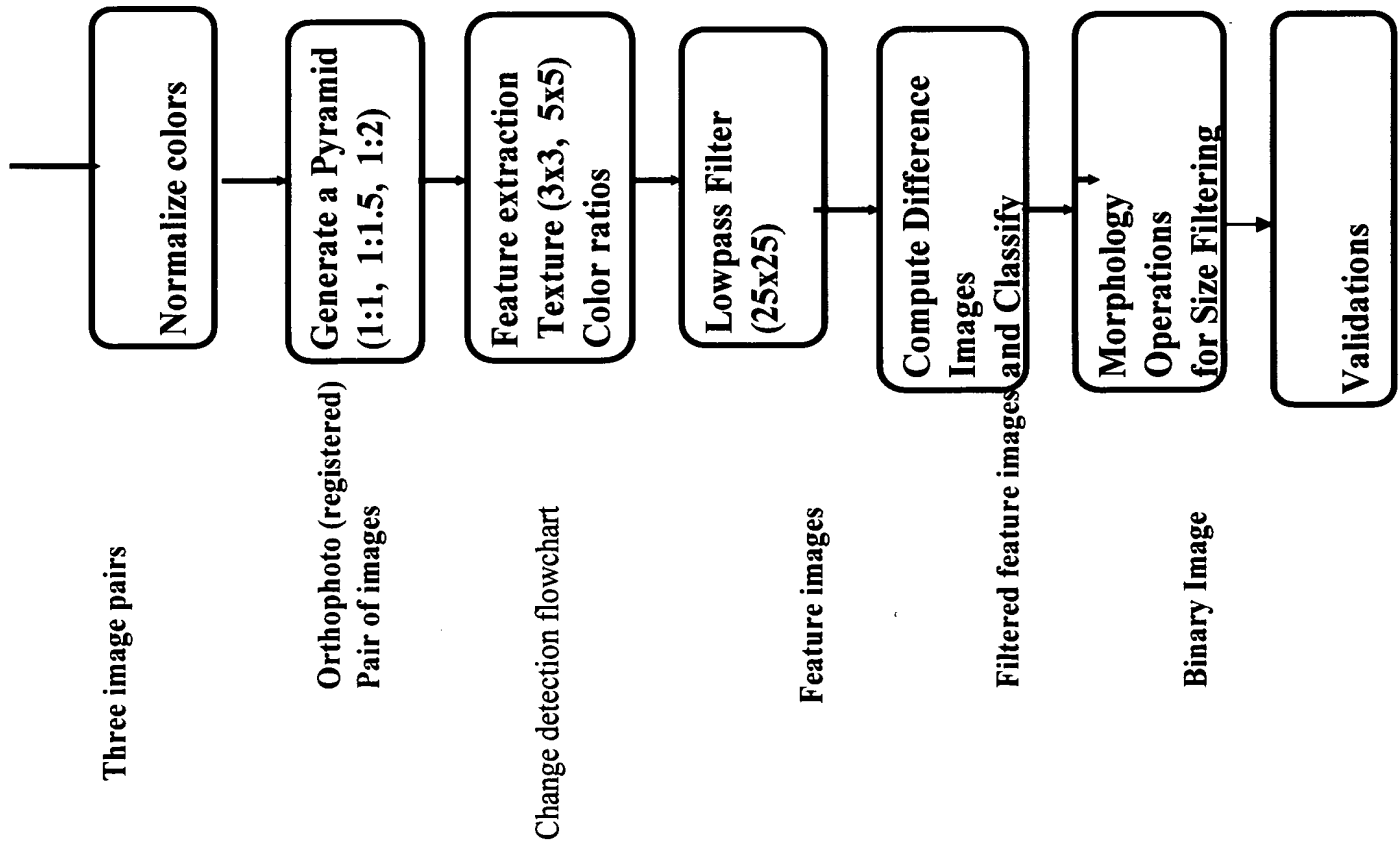 Three image pairs
Normalize colors
Orthophoto (registered)
Pair of images
Generate a Pyramid
(1:1, 1:1.5, 1:2)
Change detection flowchart
Feature extraction
Texture (3x3, 5x5)
Color ratios
Lowpass Filter
(25x25)
Feature images
Compute Difference
Images
and Classify
Filtered feature images
Morphology
Operations
for Size Filtering
Binary Image
Validations